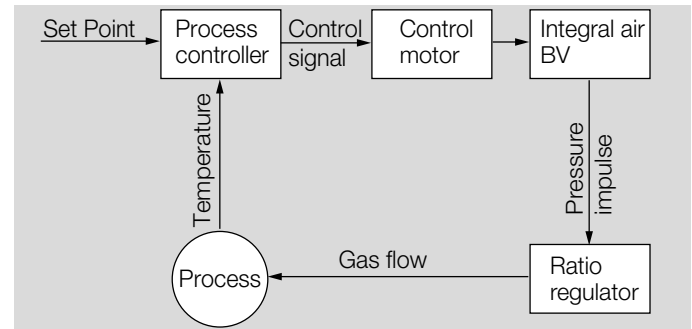 Set Point
Process
controller
Control
signal
Control
motor
Integral air
BV
Temperature
Pressure
impulse
Process
Gas flow
Ratio
regulator